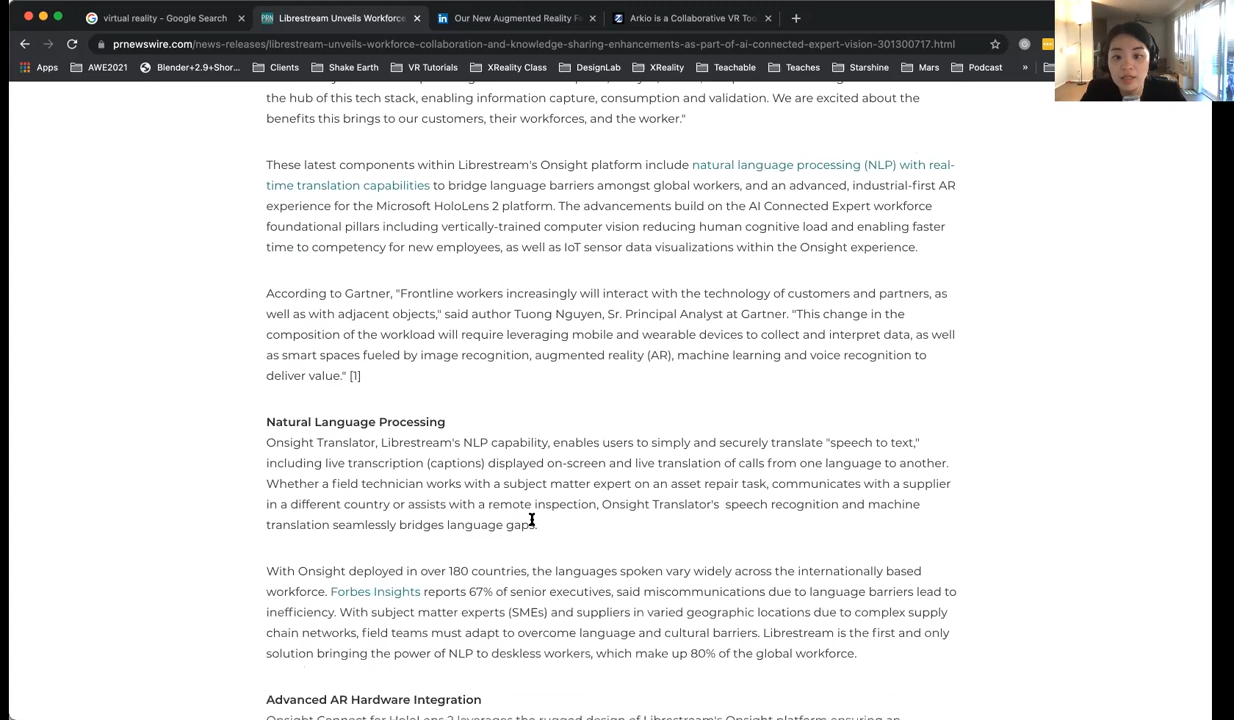 virtual reality - Google Search
Librestream Unveils Workforce
Our New Augmented Reality F
Arkio is a Collaborative VR Too
prnewswire.com/news-releases/librestream-unveils-workforce-collaboration-and-knowledge-sharing-enhancements-as-part-of-ai-connected-expert-vision-301300717.html
Apps AWE2021 Blender+2.9+Shor... Clients Shake Earth VR Tutorials XReality Class DesignLab XReality Teachable Teaches Starshine Mars Podcast »
the hub of this tech stack, enabling information capture, consumption and validation. We are excited about the
benefits this brings to our customers, their workforces, and the worker."
These latest components within Librestream's Onsight platform include natural language processing (NLP) with real-
time translation capabilities to bridge language barriers amongst global workers, and an advanced, industrial-first AR
experience for the Microsoft HoloLens 2 platform. The advancements build on the AI Connected Expert workforce
foundational pillars including vertically-trained computer vision reducing human cognitive load and enabling faster
time to competency for new employees, as well as IoT sensor data visualizations within the Onsight experience.
According to Gartner, "Frontline workers increasingly will interact with the technology of customers and partners, as
well as with adjacent objects," said author Tuong Nguyen, Sr. Principal Analyst at Gartner. "This change in the
composition of the workload will require leveraging mobile and wearable devices to collect and interpret data, as well
as smart spaces fueled by image recognition, augmented reality (AR), machine learning and voice recognition to
deliver value." [1]
Natural Language Processing
Onsight Translator, Librestream's NLP capability, enables users to simply and securely translate "speech to text,"
including live transcription (captions) displayed on-screen and live translation of calls from one language to another.
Whether a field technician works with a subject matter expert on an asset repair task, communicates with a supplier
in a different country or assists with a remote inspection, Onsight Translator's speech recognition and machine
translation seamlessly bridges language gaps.
With Onsight deployed in over 180 countries, the languages spoken vary widely across the internationally based
workforce. Forbes Insights reports 67% of senior executives, said miscommunications due to language barriers lead to
inefficiency. With subject matter experts (SMEs) and suppliers in varied geographic locations due to complex supply
chain networks, field teams must adapt to overcome language and cultural barriers. Librestream is the first and only
solution bringing the power of NLP to deskless workers, which make up 80% of the global workforce.
Advanced AR Hardware Integration
Onsight Connect for HoloLens 2 leverages the rugged design of Librestream's Onsight platform ensuring an